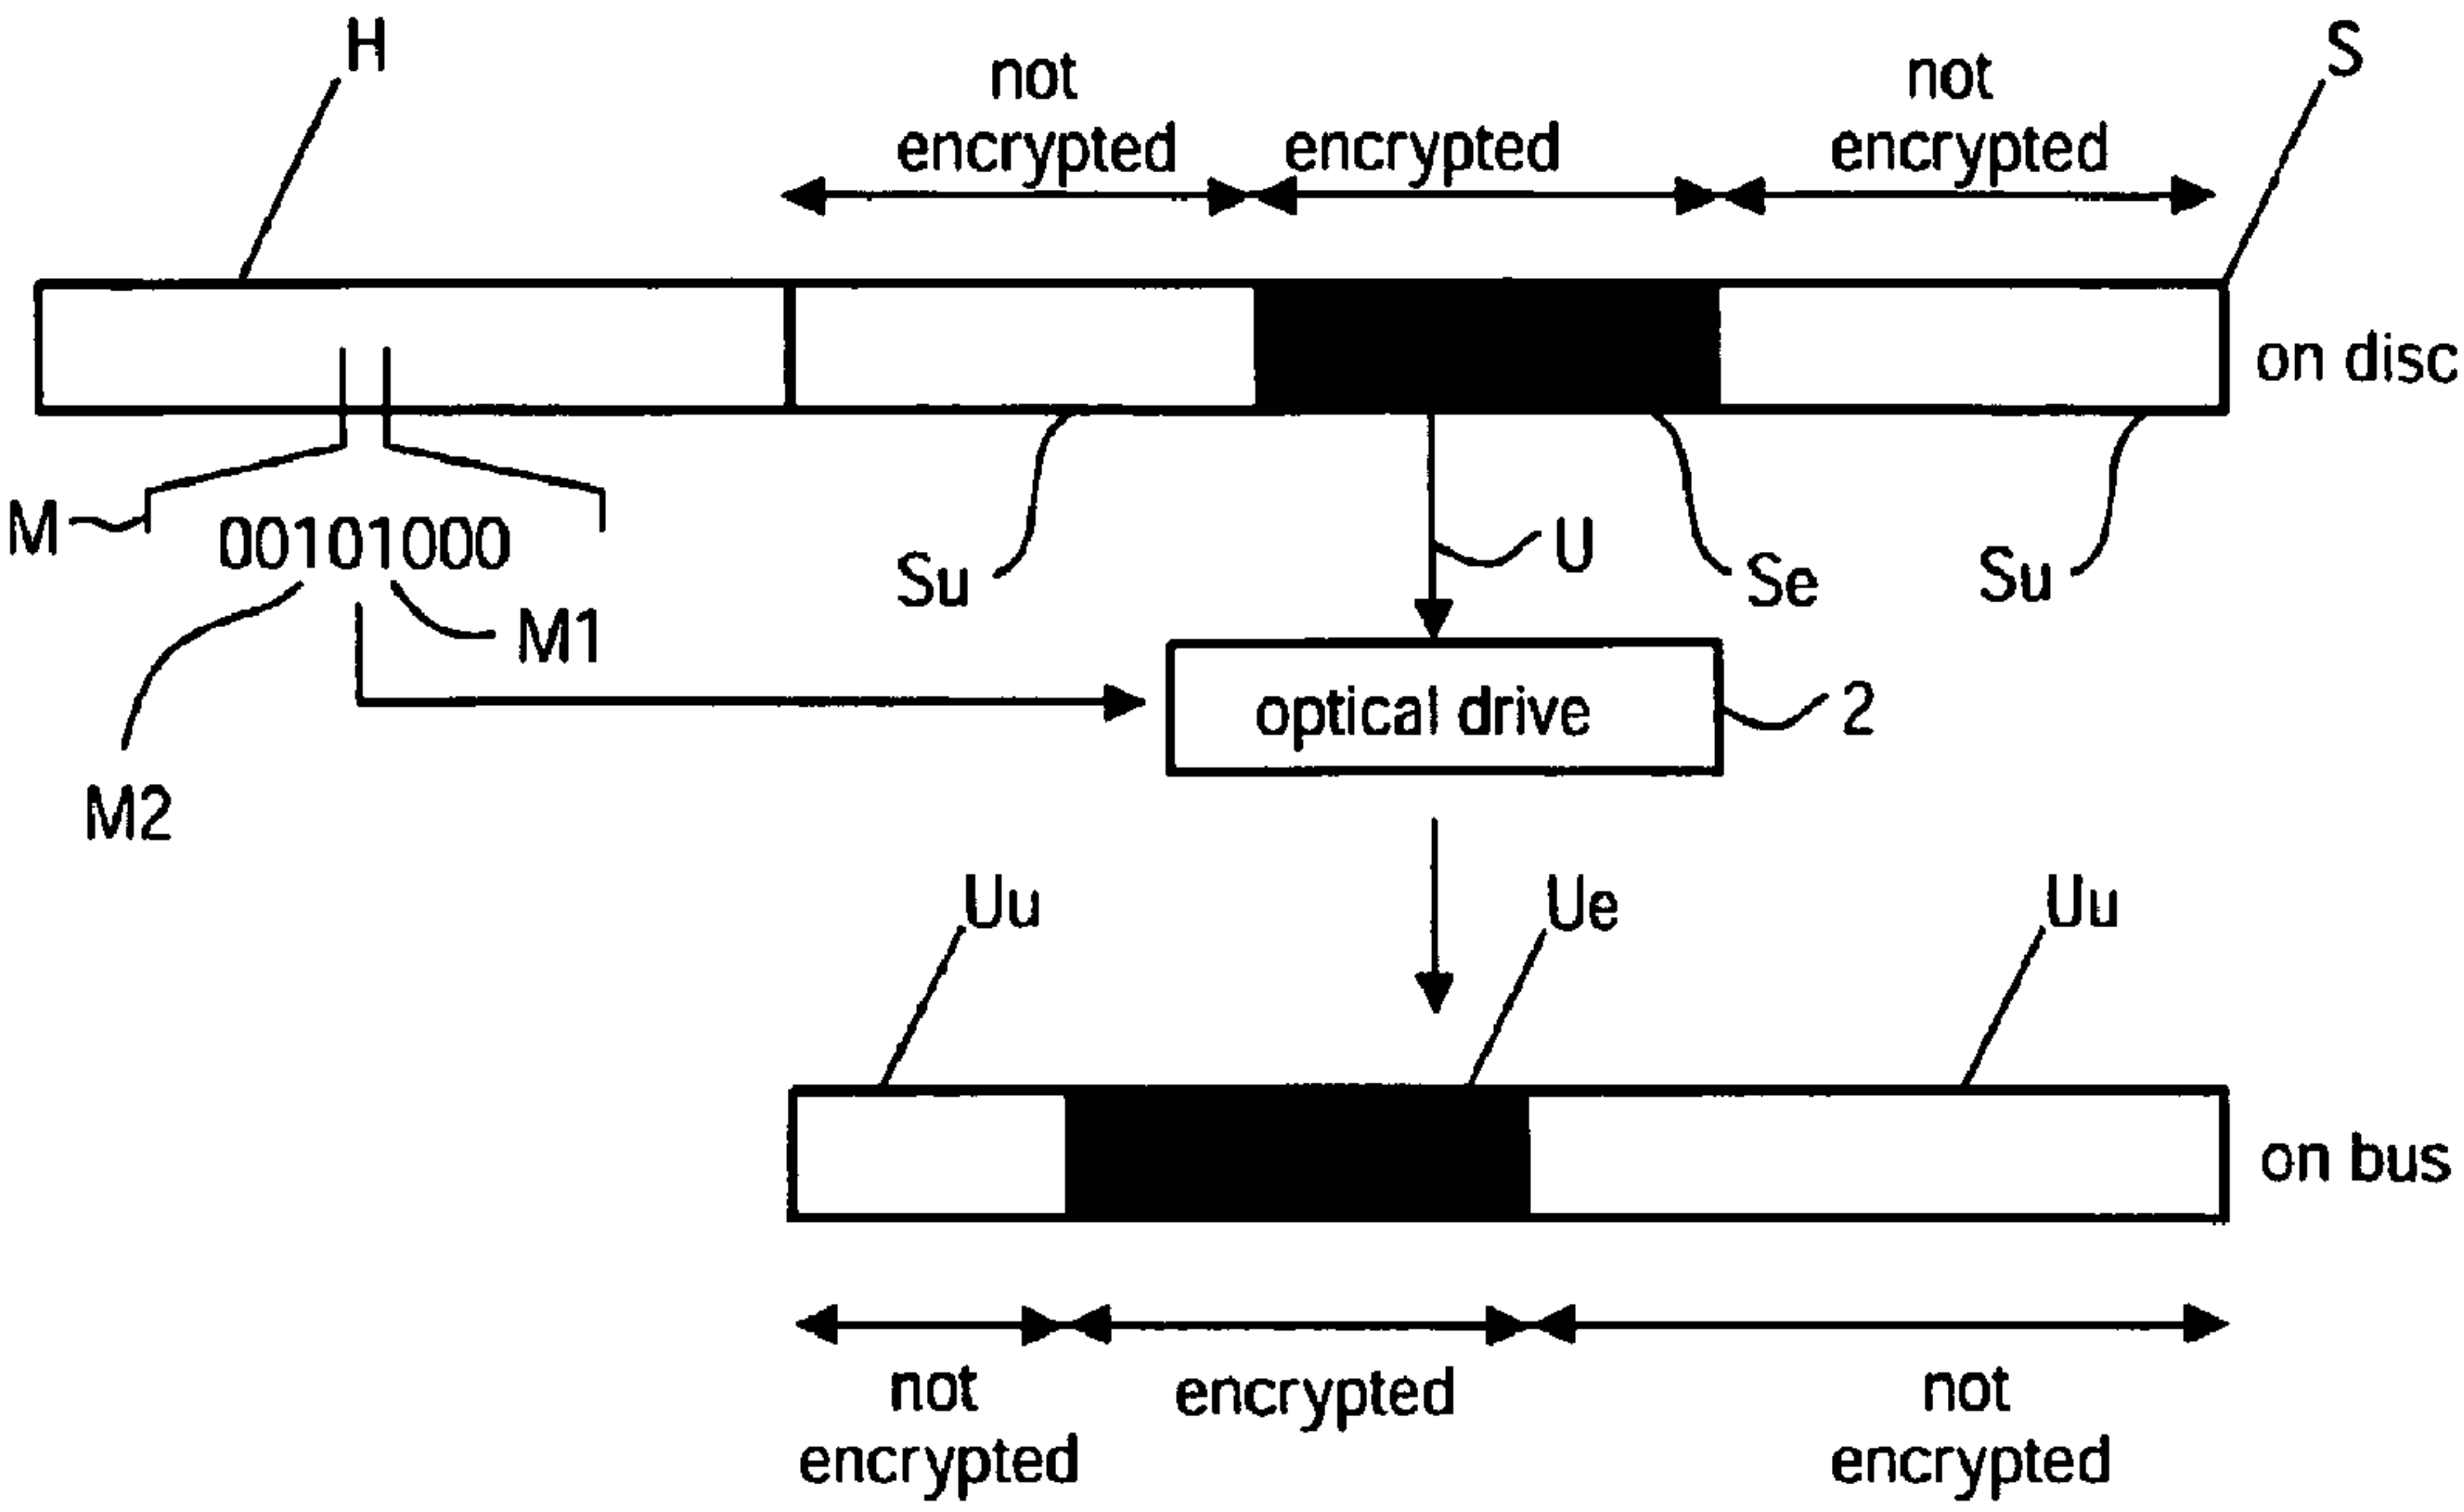 H
S
not
encrypted
encrypted
not
encrypted
on disc
M
00101000
Su
U
Se
Su
M1
optical drive
2
M2
Uu
Ue
Uu
on bus
not
encrypted
encrypted
not
encrypted